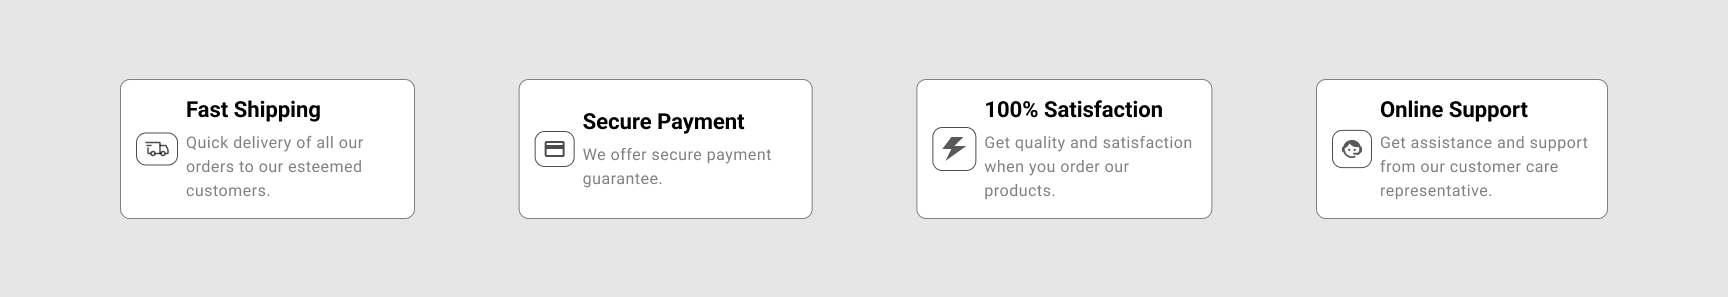 Fast Shipping
Quick delivery of all our
orders to our esteemed
customers.
Secure Payment
We offer secure payment
guarantee.
100% Satisfaction
Get quality and satisfaction
when you order our
products.
Online Support
Get assistance and support
from our customer care
representative.